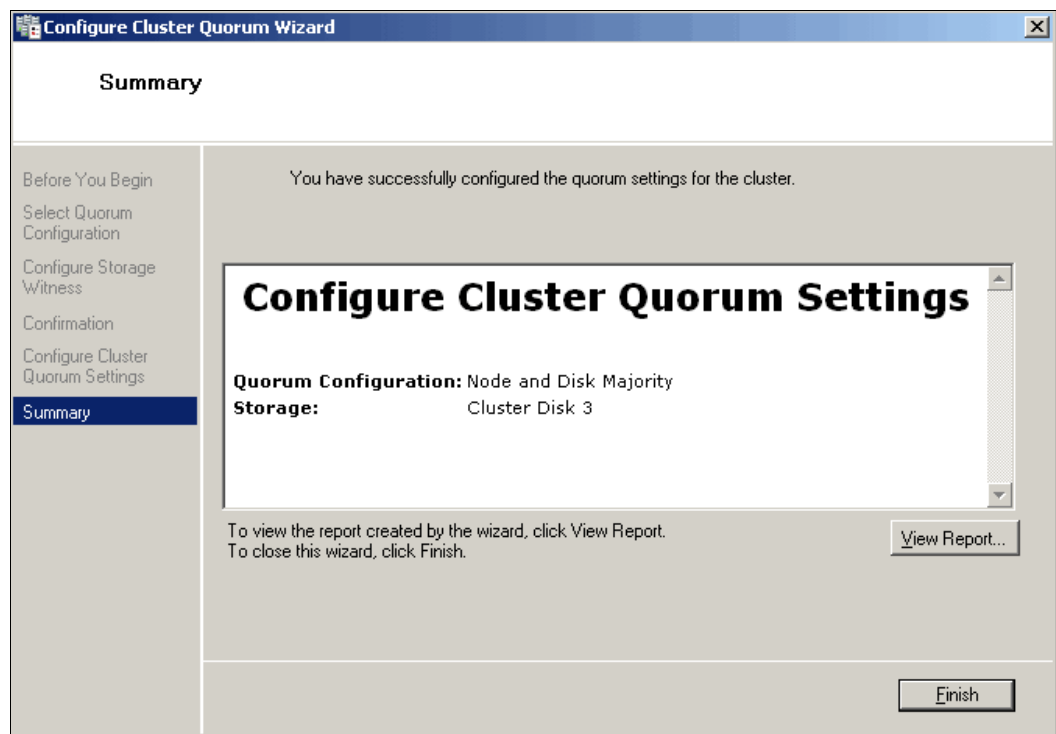 Configure Cluster Quorum Wizard
Summary
Before You Begin
Select Quorum
Configuration
Configure Storage
Witness
Confirmation
Configure Cluster
Quorum Settings
Summary
You have successfully configured the quorum settings for the cluster.
Configure Cluster Quorum Settings
Quorum Configuration: Node and Disk Majority
Storage: Cluster Disk 3
To view the report created by the wizard, click View Report.
To close this wizard, click Finish.
View Report...
Finish